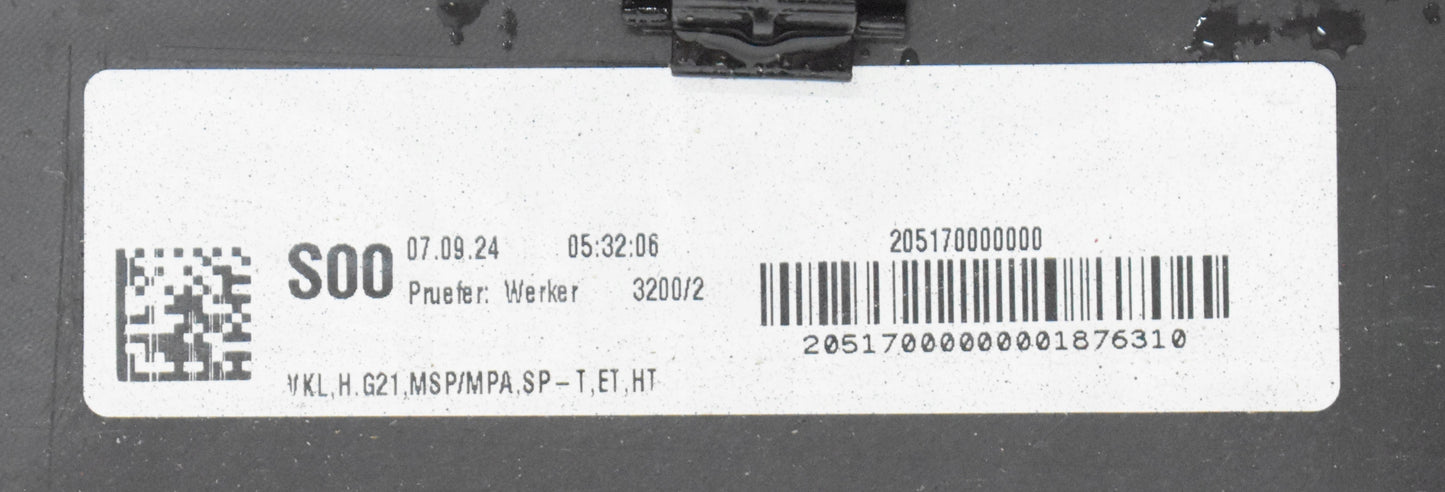 S00 07.09.24 05:32:06
Pruefer: Werker 3200/2
VKL,H.G21,MSP/MPA,SP-T,ET,HT
205170000000
20517000000001876310